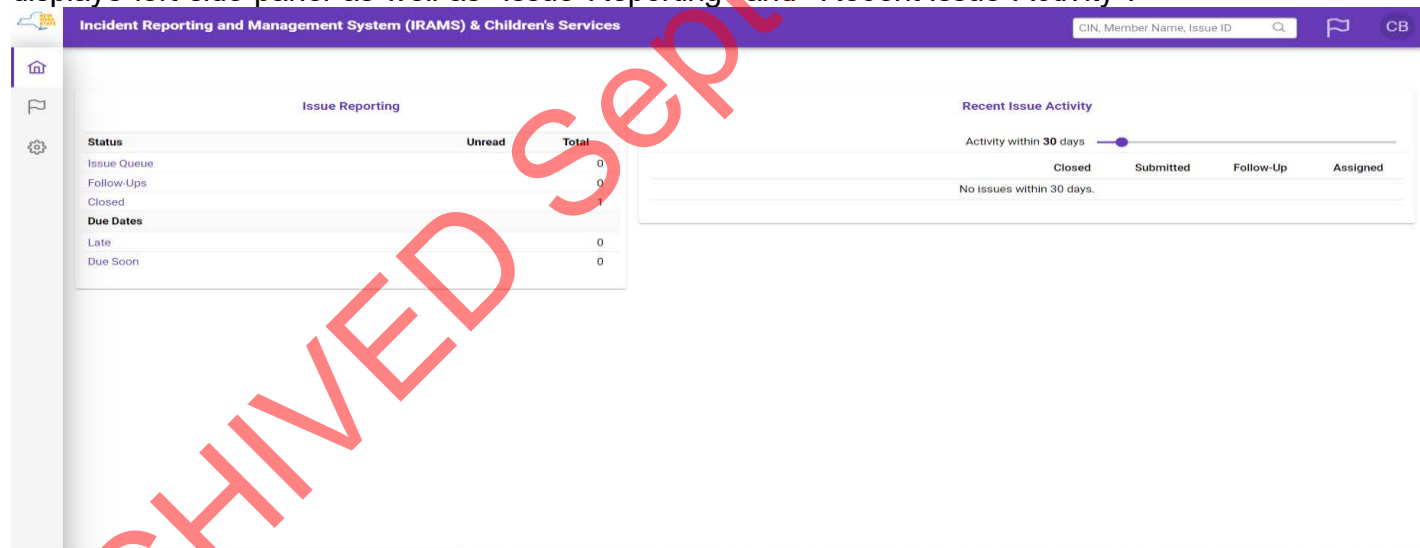 displays left side panel as well as "Issue Reporting" and "Recent Issue Activity".
Incident Reporting and Management System (IRAMS) & Children's Services
CIN, Member Name, Issue ID
CB
Issue Reporting
Status Unread Total
Issue Queue 0
Follow-Ups 0
Closed 1
Due Dates
Late 0
Due Soon 0
Recent Issue Activity
Activity within 30 days
Closed Submitted Follow-Up Assigned
No issues within 30 days.
CHIVED Sept